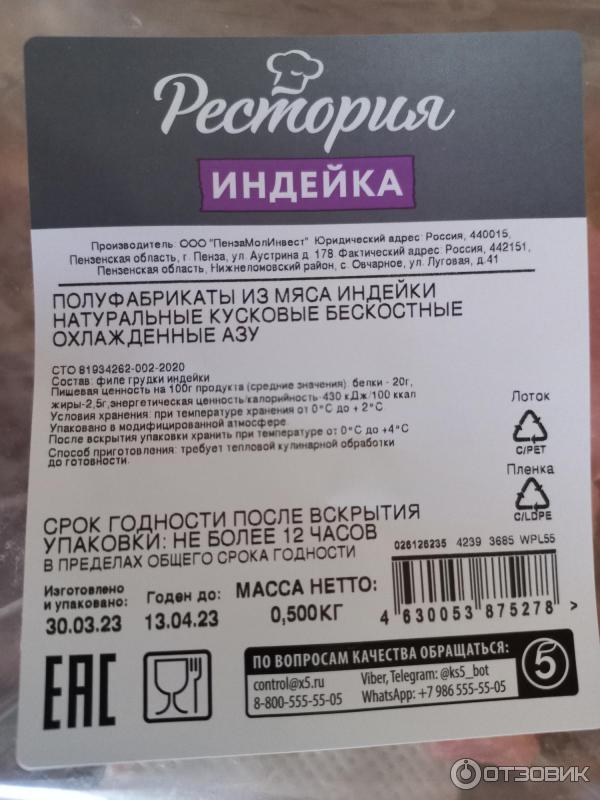 Рестория
ИНДЕЙКА
Производитель: ООО "ПензаМолИнвест" Юридический адрес: Россия, 440015,
Пензенская область, г. Пенза, ул. Аустрина д. 178. Фактический адрес: Россия, 442151,
Пензенская область, Нижнеломовский район, с. Овчарное, ул. Луговая, д.41
ПОЛУФАБРИКАТЫ ИЗ МЯСА ИНДЕЙКИ
НАТУРАЛЬНЫЕ КУСКОВЫЕ БЕСКОСТНЫЕ
ОХЛАЖДЕННЫЕ АЗУ
СТО 81934262-002-2020
Состав: филе грудки индейки
Пищевая ценность на 100г продукта (средние значения): белки - 20г,
жиры-2,5г,энергетическая ценность/калорийность-430 кДж/100 ккал
Условия хранения: при температуре хранения от 0°С до +2°С
Упаковано в модифицированной атмосфере.
После вскрытия упаковки хранить при температуре от 0°С до +4°С
Способ приготовления: требует тепловой кулинарной обработки
до готовности.
Лоток
C/PET
Пленка
C/LDPE
СРОК ГОДНОСТИ ПОСЛЕ ВСКРЫТИЯ
УПАКОВКИ: НЕ БОЛЕЕ 12 ЧАСОВ
В ПРЕДЕЛАХ ОБЩЕГО СРОКА ГОДНОСТИ
026126235 4239 3685 WPL55
Изготовлено
и упаковано:
30.03.23
Годен до:
13.04.23
МАССА НЕТТО:
0,500КГ
4 630053 875278 >
EAC
ПО ВОПРОСАМ КАЧЕСТВА ОБРАЩАТЬСЯ:
control@x5.ru
8-800-555-55-05
Viber, Telegram: @ks5_bot
WhatsApp: +7 986 555-55-05
5
ОТЗОВИК